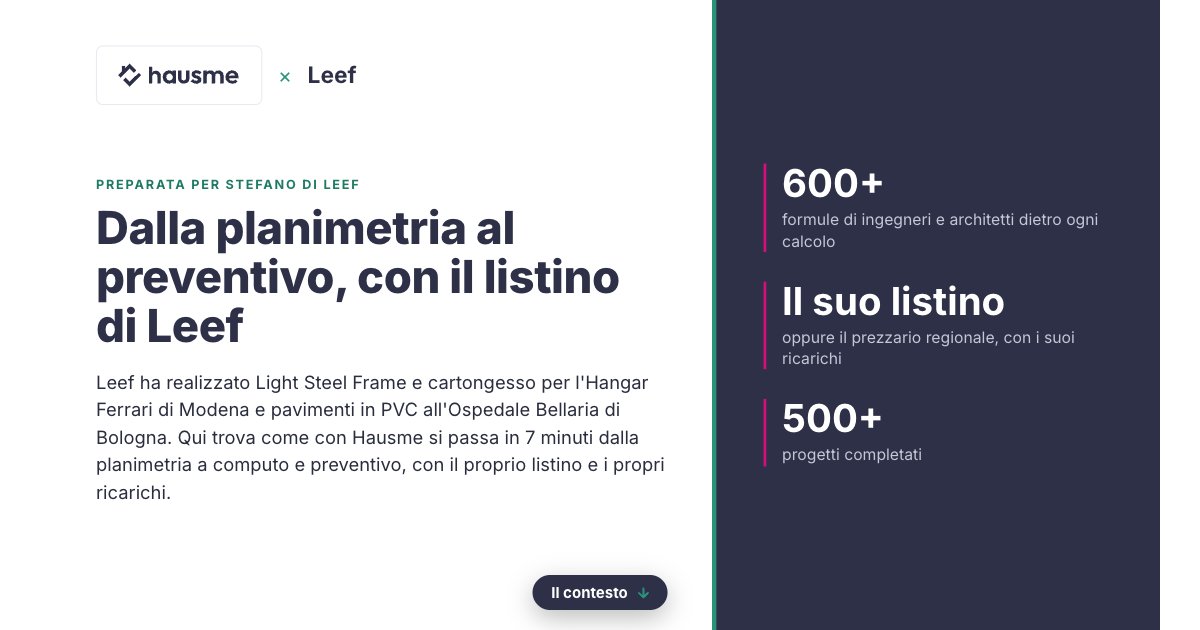 hausme × Leef
PREPARATA PER STEFANO DI LEEF
Dalla planimetria al
preventivo, con il listino
di Leef
Leef ha realizzato Light Steel Frame e cartongesso per l'Hangar
Ferrari di Modena e pavimenti in PVC all'Ospedale Bellaria di
Bologna. Qui trova come con Hausme si passa in 7 minuti dalla
planimetria a computo e preventivo, con il proprio listino e i propri
ricarichi.
Il contesto ↓
600+
formule di ingegneri e architetti dietro ogni
calcolo
Il suo listino
oppure il prezzario regionale, con i suoi
ricarichi
500+
progetti completati